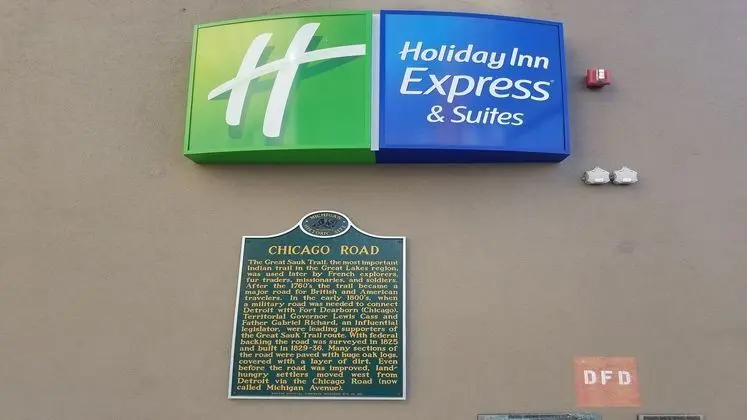 H
Holiday Inn
Express
& Suites
MICHIGAN
HISTORIC SITE
CHICAGO ROAD
The Great Sauk Trail, the most important
Indian trail in the Great Lakes region,
was used later by French explorers,
fur traders, missionaries, and soldiers.
After the 1760's the trail became a
major road for British and American
travelers. In the early 1800's, when
a military road was needed to connect
Detroit with Fort Dearborn (Chicago),
Territorial Governor Lewis Cass and
Father Gabriel Richard, an influential
legislator, were leading supporters of
the Great Sauk Trail route. With federal
backing the road was surveyed in 1825
and built in 1829-36. Many sections of
the road were paved with huge oak logs,
covered with a layer of dirt. Even
before the road was improved, land-
hungry settlers moved west from
Detroit via the Chicago Road (now
called Michigan Avenue).
DFD